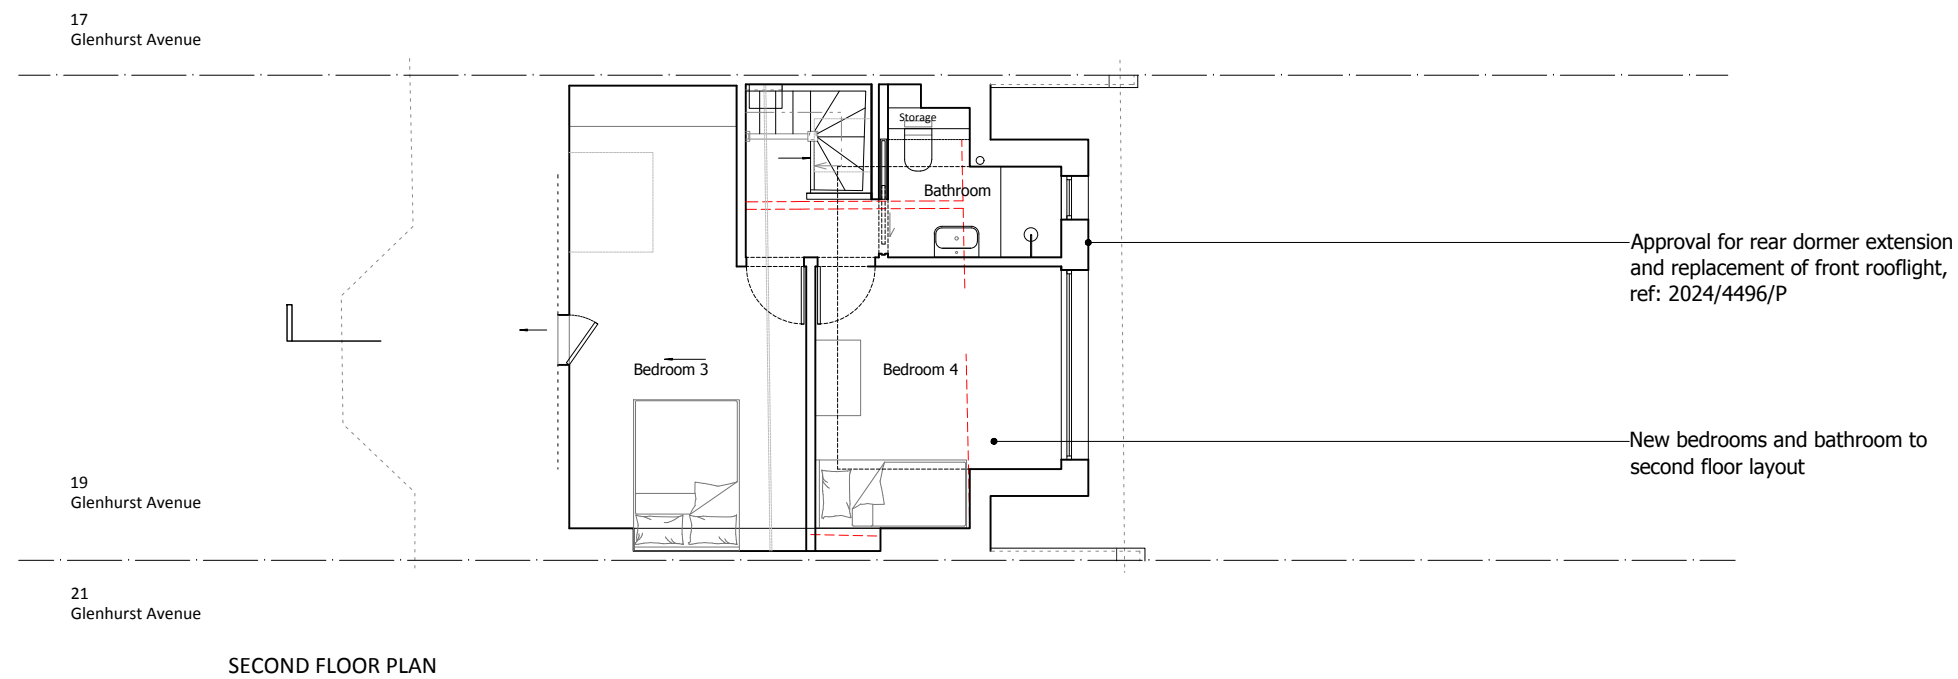 17
Glenhurst Avenue
Storage
Bathroom
Approval for rear dormer extension
and replacement of front rooflight,
ref: 2024/4496/P
Bedroom 3
Bedroom 4
New bedrooms and bathroom to
second floor layout
19
Glenhurst Avenue
21
Glenhurst Avenue
SECOND FLOOR PLAN